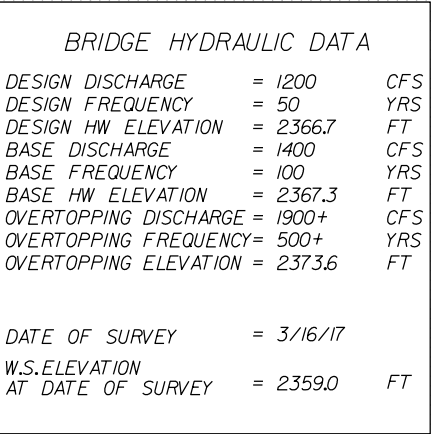 BRIDGE HYDRAULIC DATA
DESIGN DISCHARGE = 1200 CFS
DESIGN FREQUENCY = 50 YRS
DESIGN HW ELEVATION = 2366.7 FT
BASE DISCHARGE = 1400 CFS
BASE FREQUENCY = 100 YRS
BASE HW ELEVATION = 2367.3 FT
OVERTOPPING DISCHARGE = 1900+ CFS
OVERTOPPING FREQUENCY= 500+ YRS
OVERTOPPING ELEVATION = 2373.6 FT
DATE OF SURVEY = 3/16/17
W.S.ELEVATION
AT DATE OF SURVEY = 2359.0 FT